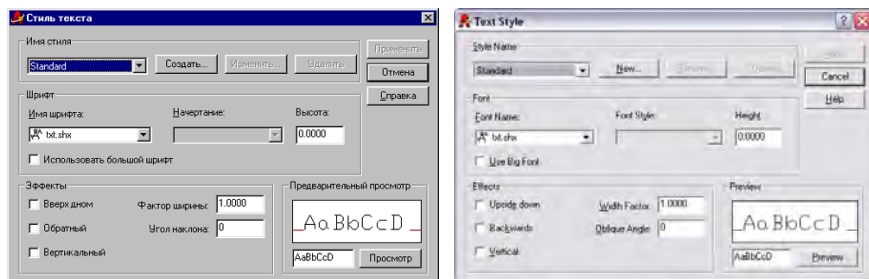 Стиль текста
Имя стиля
Standard
Создать...
Изменить...
Удалить
Применить
Отмена
Справка
Шрифт
Имя шрифта:
Начертание:
Высота:
txt.shx
0.0000
Использовать большой шрифт
Эффекты
Вверх дном
Фактор ширины:
1.0000
Обратный
Угол наклона:
0
Вертикальный
Предварительный просмотр
AaBbCcD
AaBbCcD
Просмотр
Text Style
Style Name
Standard
New...
Cancel
Help
Font
Font Name:
Font Style:
Height:
txt.shx
0.0000
Use Big Font
Effects
Upside down
Width Factor:
1.0000
Backwards
Oblique Angle:
0
Vertical
Preview
AaBbCcD
AaBbCcD
Preview